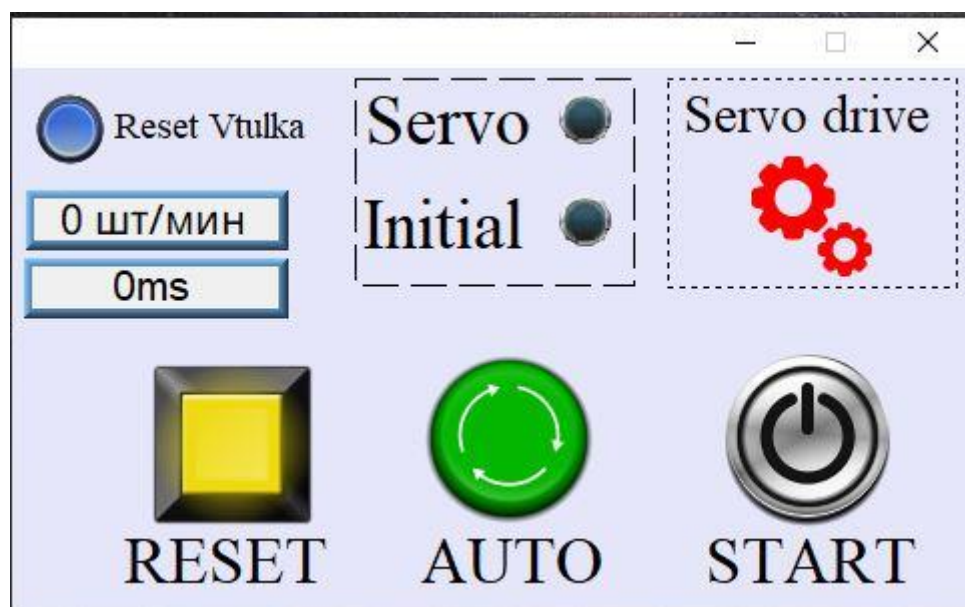 Reset Vtulka
0 шт/мин
0ms
Servo
Initial
Servo drive
RESET
AUTO
START